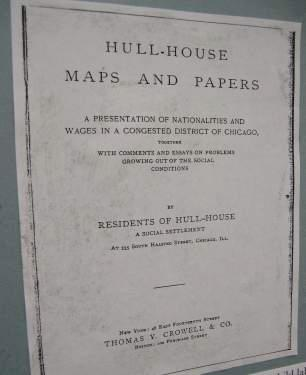 HULL-HOUSE
MAPS AND PAPERS
A PRESENTATION OF NATIONALITIES AND
WAGES IN A CONGESTED DISTRICT OF CHICAGO,
TOGETHER
WITH COMMENTS AND ESSAYS ON PROBLEMS
GROWING OUT OF THE SOCIAL
CONDITIONS
BY
RESIDENTS OF HULL-HOUSE
A SOCIAL SETTLEMENT
AT 335 SOUTH HALSTED STREET, CHICAGO, ILL.
NEW YORK: 46 EAST FOURTEENTH STREET
THOMAS Y. CROWELL & CO.
BOSTON: 100 PURCHASE STREET